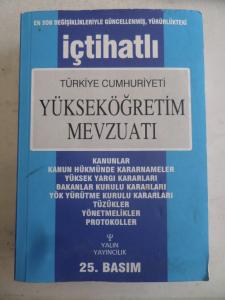 EN SON DEĞİŞİKLİKLERİYLE GÜNCELLENMİŞ, YÜRÜRLÜKTEKİ
içtihatlı
TÜRKİYE CUMHURİYETİ
YÜKSEKÖĞRETİM
MEVZUATI
KANUNLAR
KANUN HÜKMÜNDE KARARNAMELER
YÜKSEK YARGI KARARLARI
BAKANLAR KURULU KARARLARI
YÖK YÜRÜTME KURULU KARARLARI
TÜZÜKLER
YÖNETMELİKLER
PROTOKOLLER
YALIN
YAYINCILIK
25. BASIM